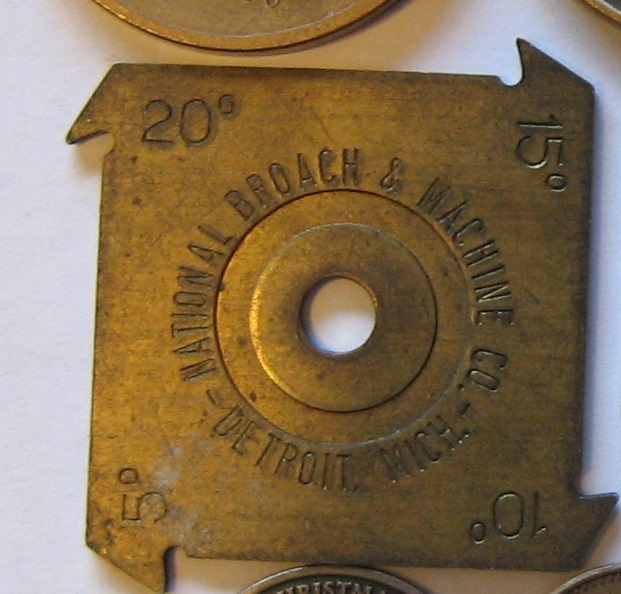 20°
15°
NATIONAL BROACH & MACHINE CO.
-DETROIT, MICH.-
5°
10°